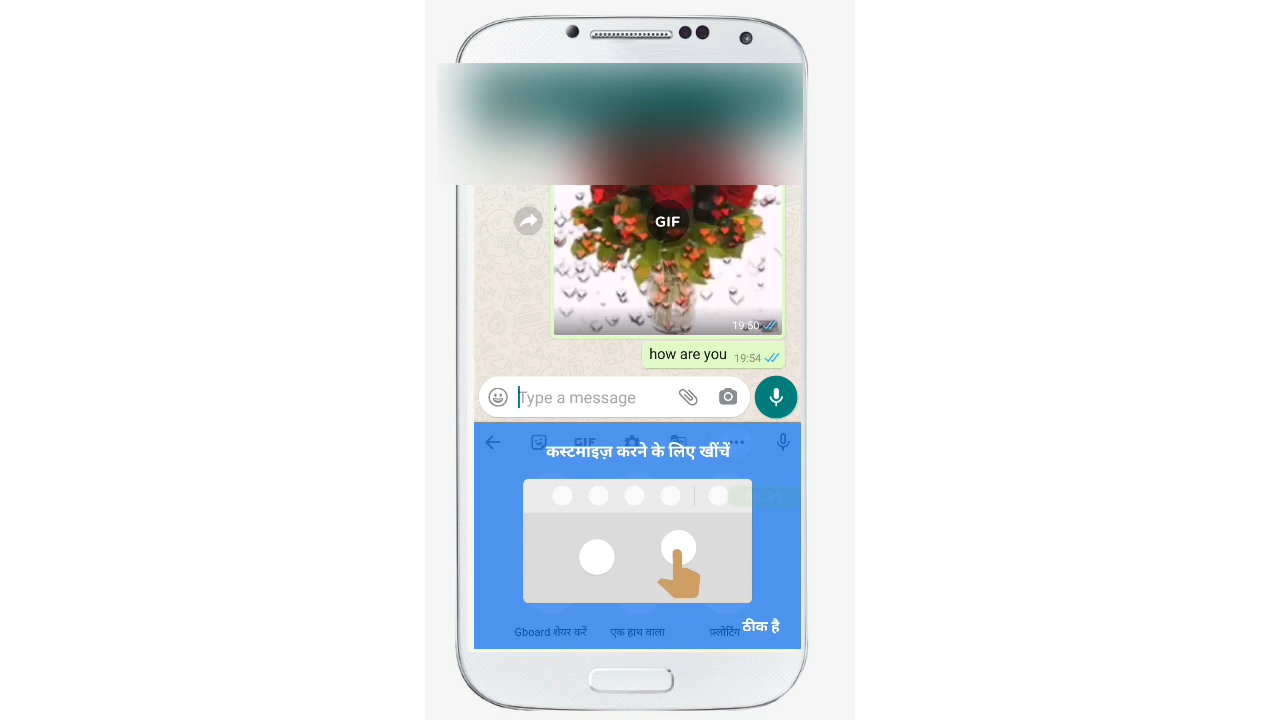 GIF
19:50
how are you 19:54
Type a message
GIF
कस्टमाइज़ करने के लिए खींचें
Gboard शेयर करें एक हाथ वाला फ़्लोटिंग
ठीक है